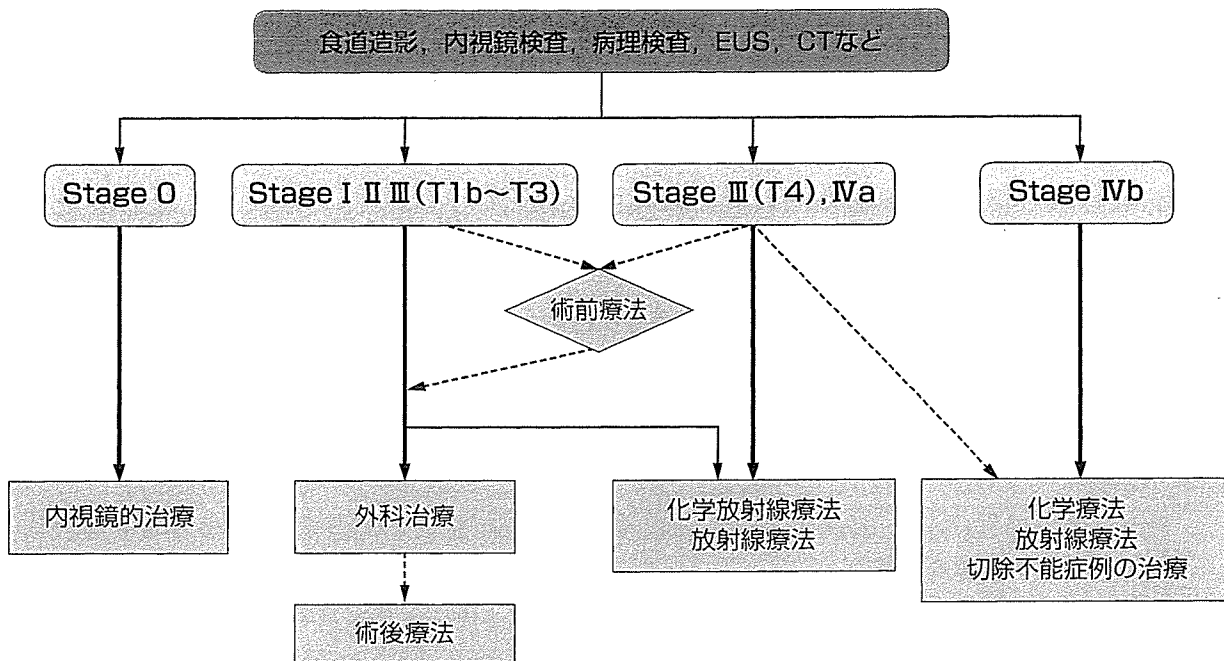 食道造影，内視鏡検査，病理検査，EUS，CTなど
Stage 0
Stage Ⅰ Ⅱ Ⅲ(T1b〜T3)
Stage Ⅲ(T4),Ⅳa
Stage Ⅳb
術前療法
内視鏡的治療
外科治療
化学放射線療法
放射線療法
化学療法
放射線療法
切除不能症例の治療
術後療法